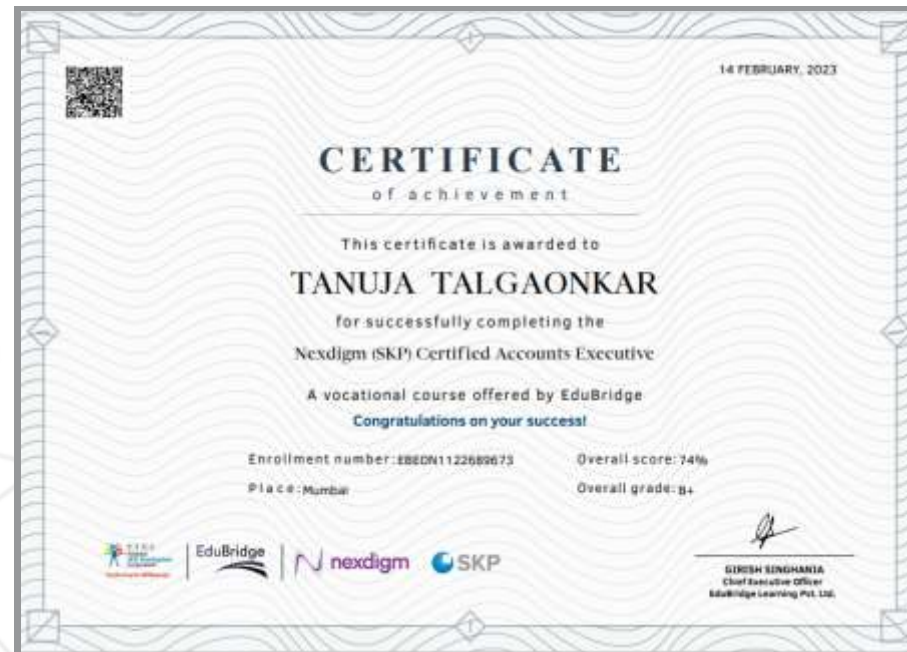 14 FEBRUARY, 2023
CERTIFICATE
of achievement
This certificate is awarded to
TANUJA TALGAONKAR
for successfully completing the
Nexdigm (SKP) Certified Accounts Executive
A vocational course offered by EduBridge
Congratulations on your success!
Enrollment number: EBEON1122689673 Overall score: 74%
Place: Mumbai Overall grade: B+
EduBridge nexdigm SKP
GIRISH SINGHANIA
Chief Executive Officer
EduBridge Learning Pvt. Ltd.